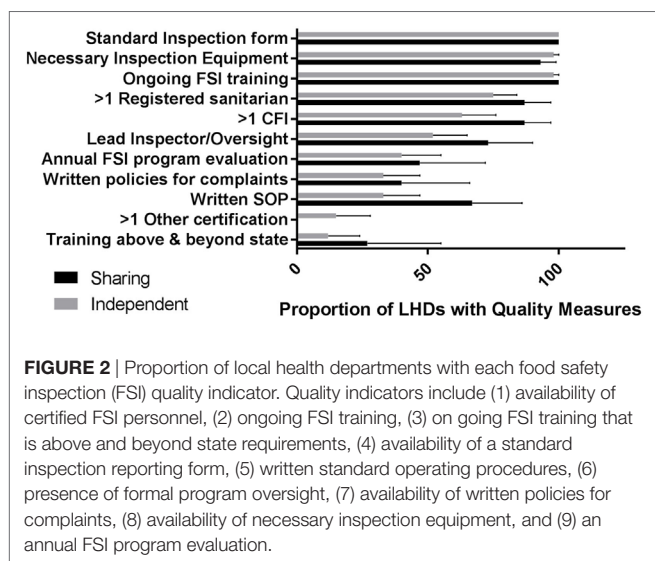 Standard Inspection form
Necessary Inspection Equipment
Ongoing FSI training
>1 Registered sanitarian
>1 CFI
Lead Inspector/Oversight
Annual FSI program evaluation
Written policies for complaints
Written SOP
>1 Other certification
Training above & beyond state
0
50
100
Sharing
Independent
Proportion of LHDs with Quality Measures
FIGURE 2 | Proportion of local health departments with each food safety
inspection (FSI) quality indicator. Quality indicators include (1) availability of
certified FSI personnel, (2) ongoing FSI training, (3) on going FSI training that
is above and beyond state requirements, (4) availability of a standard
inspection reporting form, (5) written standard operating procedures, (6)
presence of formal program oversight, (7) availability of written policies for
complaints, (8) availability of necessary inspection equipment, and (9) an
annual FSI program evaluation.